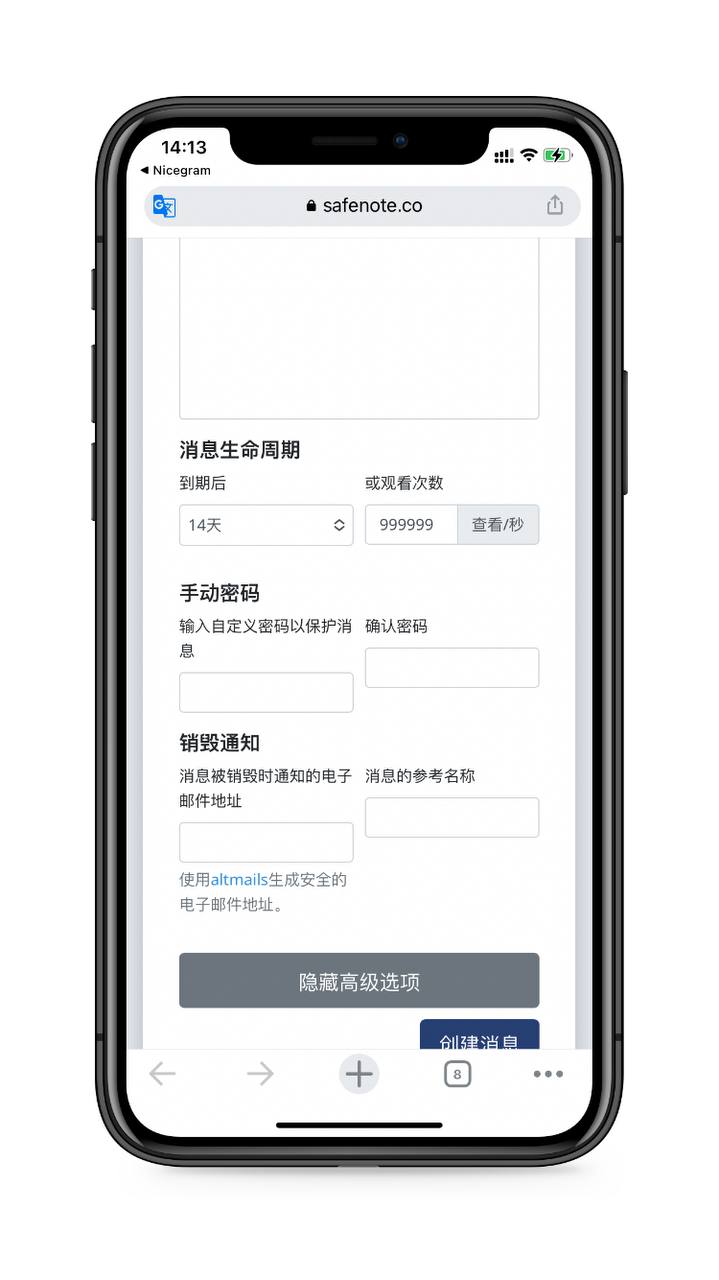 14:13
◀ Nicegram
safenote.co
消息生命周期
到期后
或观看次数
14天
999999
查看/秒
手动密码
输入自定义密码以保护消
息
确认密码
销毁通知
消息被销毁时通知的电子
邮件地址
消息的参考名称
使用altmails生成安全的
电子邮件地址。
隐藏高级选项
创建消息
8